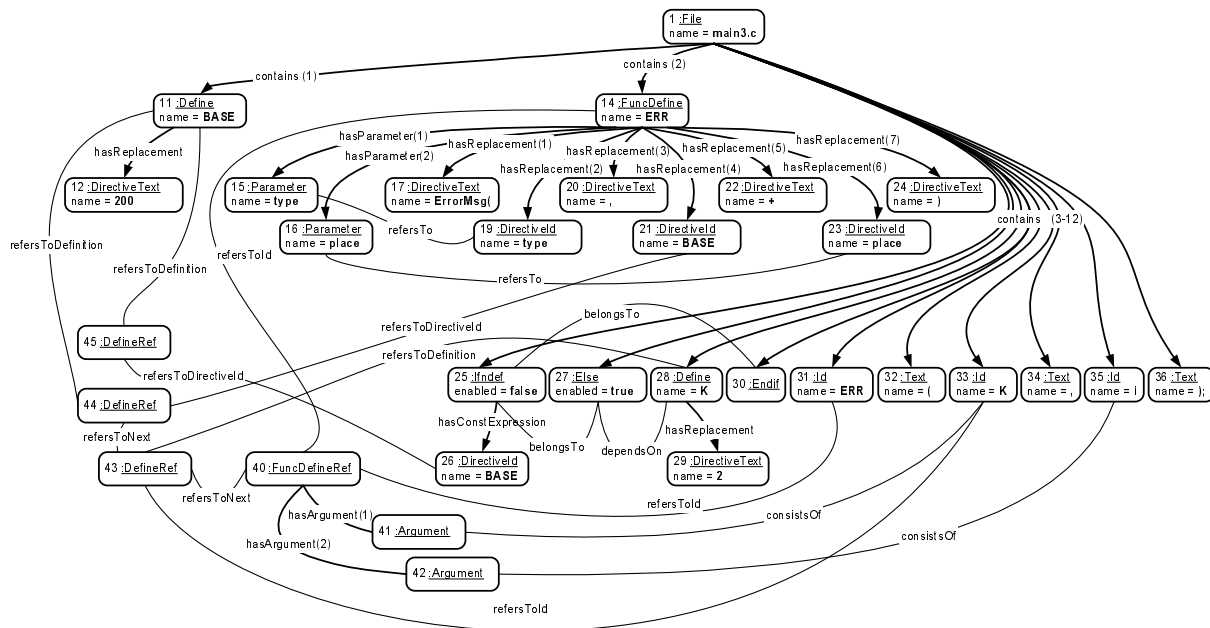 1 :File
name = main3.c
contains (1)
contains (2)
11 :Define
name = BASE
14 :FuncDefine
name = ERR
hasParameter(1)
hasReplacement(1)
hasReplacement(3)
hasReplacement(5)
hasReplacement(7)
hasReplacement
hasParameter(2)
hasReplacement(2)
hasReplacement(4)
hasReplacement(6)
12 :DirectiveText
name = 200
15 :Parameter
name = type
17 :DirectiveText
name = ErrorMsg(
20 :DirectiveText
name = ,
22 :DirectiveText
name = +
24 :DirectiveText
name = )
contains (3-12)
16 :Parameter
name = place
refersTo
19 :DirectiveId
name = type
21 :DirectiveId
name = BASE
23 :DirectiveId
name = place
refersToDefinition
refersToId
refersToDefinition
refersTo
belongsTo
refersToDirectiveId
45 :DefineRef
refersToDefinition
refersToDirectiveId
25 :Ifndef
enabled = false
27 :Else
enabled = true
28 :Define
name = K
30 :Endif
31 :Id
name = ERR
32 :Text
name = (
33 :Id
name = K
34 :Text
name = ,
35 :Id
name = i
36 :Text
name = );
44 :DefineRef
hasConstExpression
refersToNext
belongsTo
dependsOn
hasReplacement
43 :DefineRef
40 :FuncDefineRef
26 :DirectiveId
name = BASE
29 :DirectiveText
name = 2
refersToNext
refersToId
hasArgument(1)
consistsOf
41 :Argument
hasArgument(2)
consistsOf
42 :Argument
refersToId